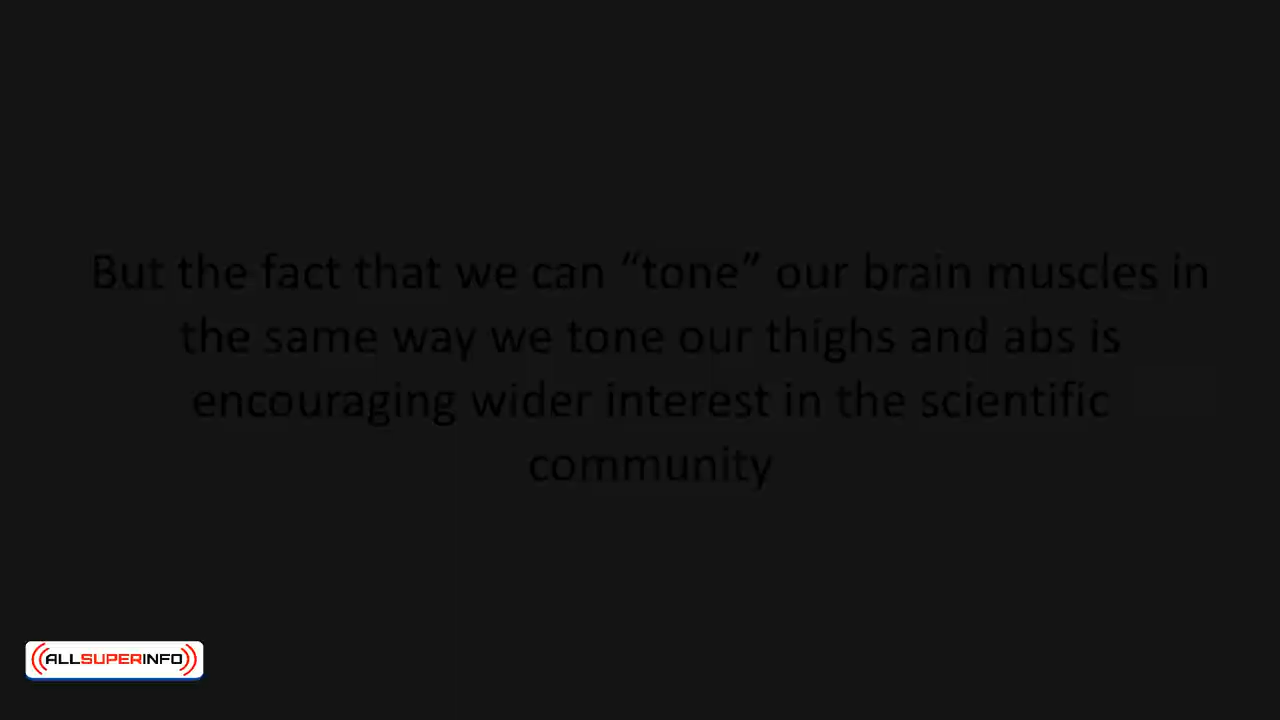 But the fact that we can “tone” our brain muscles in
the same way we tone our thighs and abs is
encouraging wider interest in the scientific
community
ALLSUPERINFO